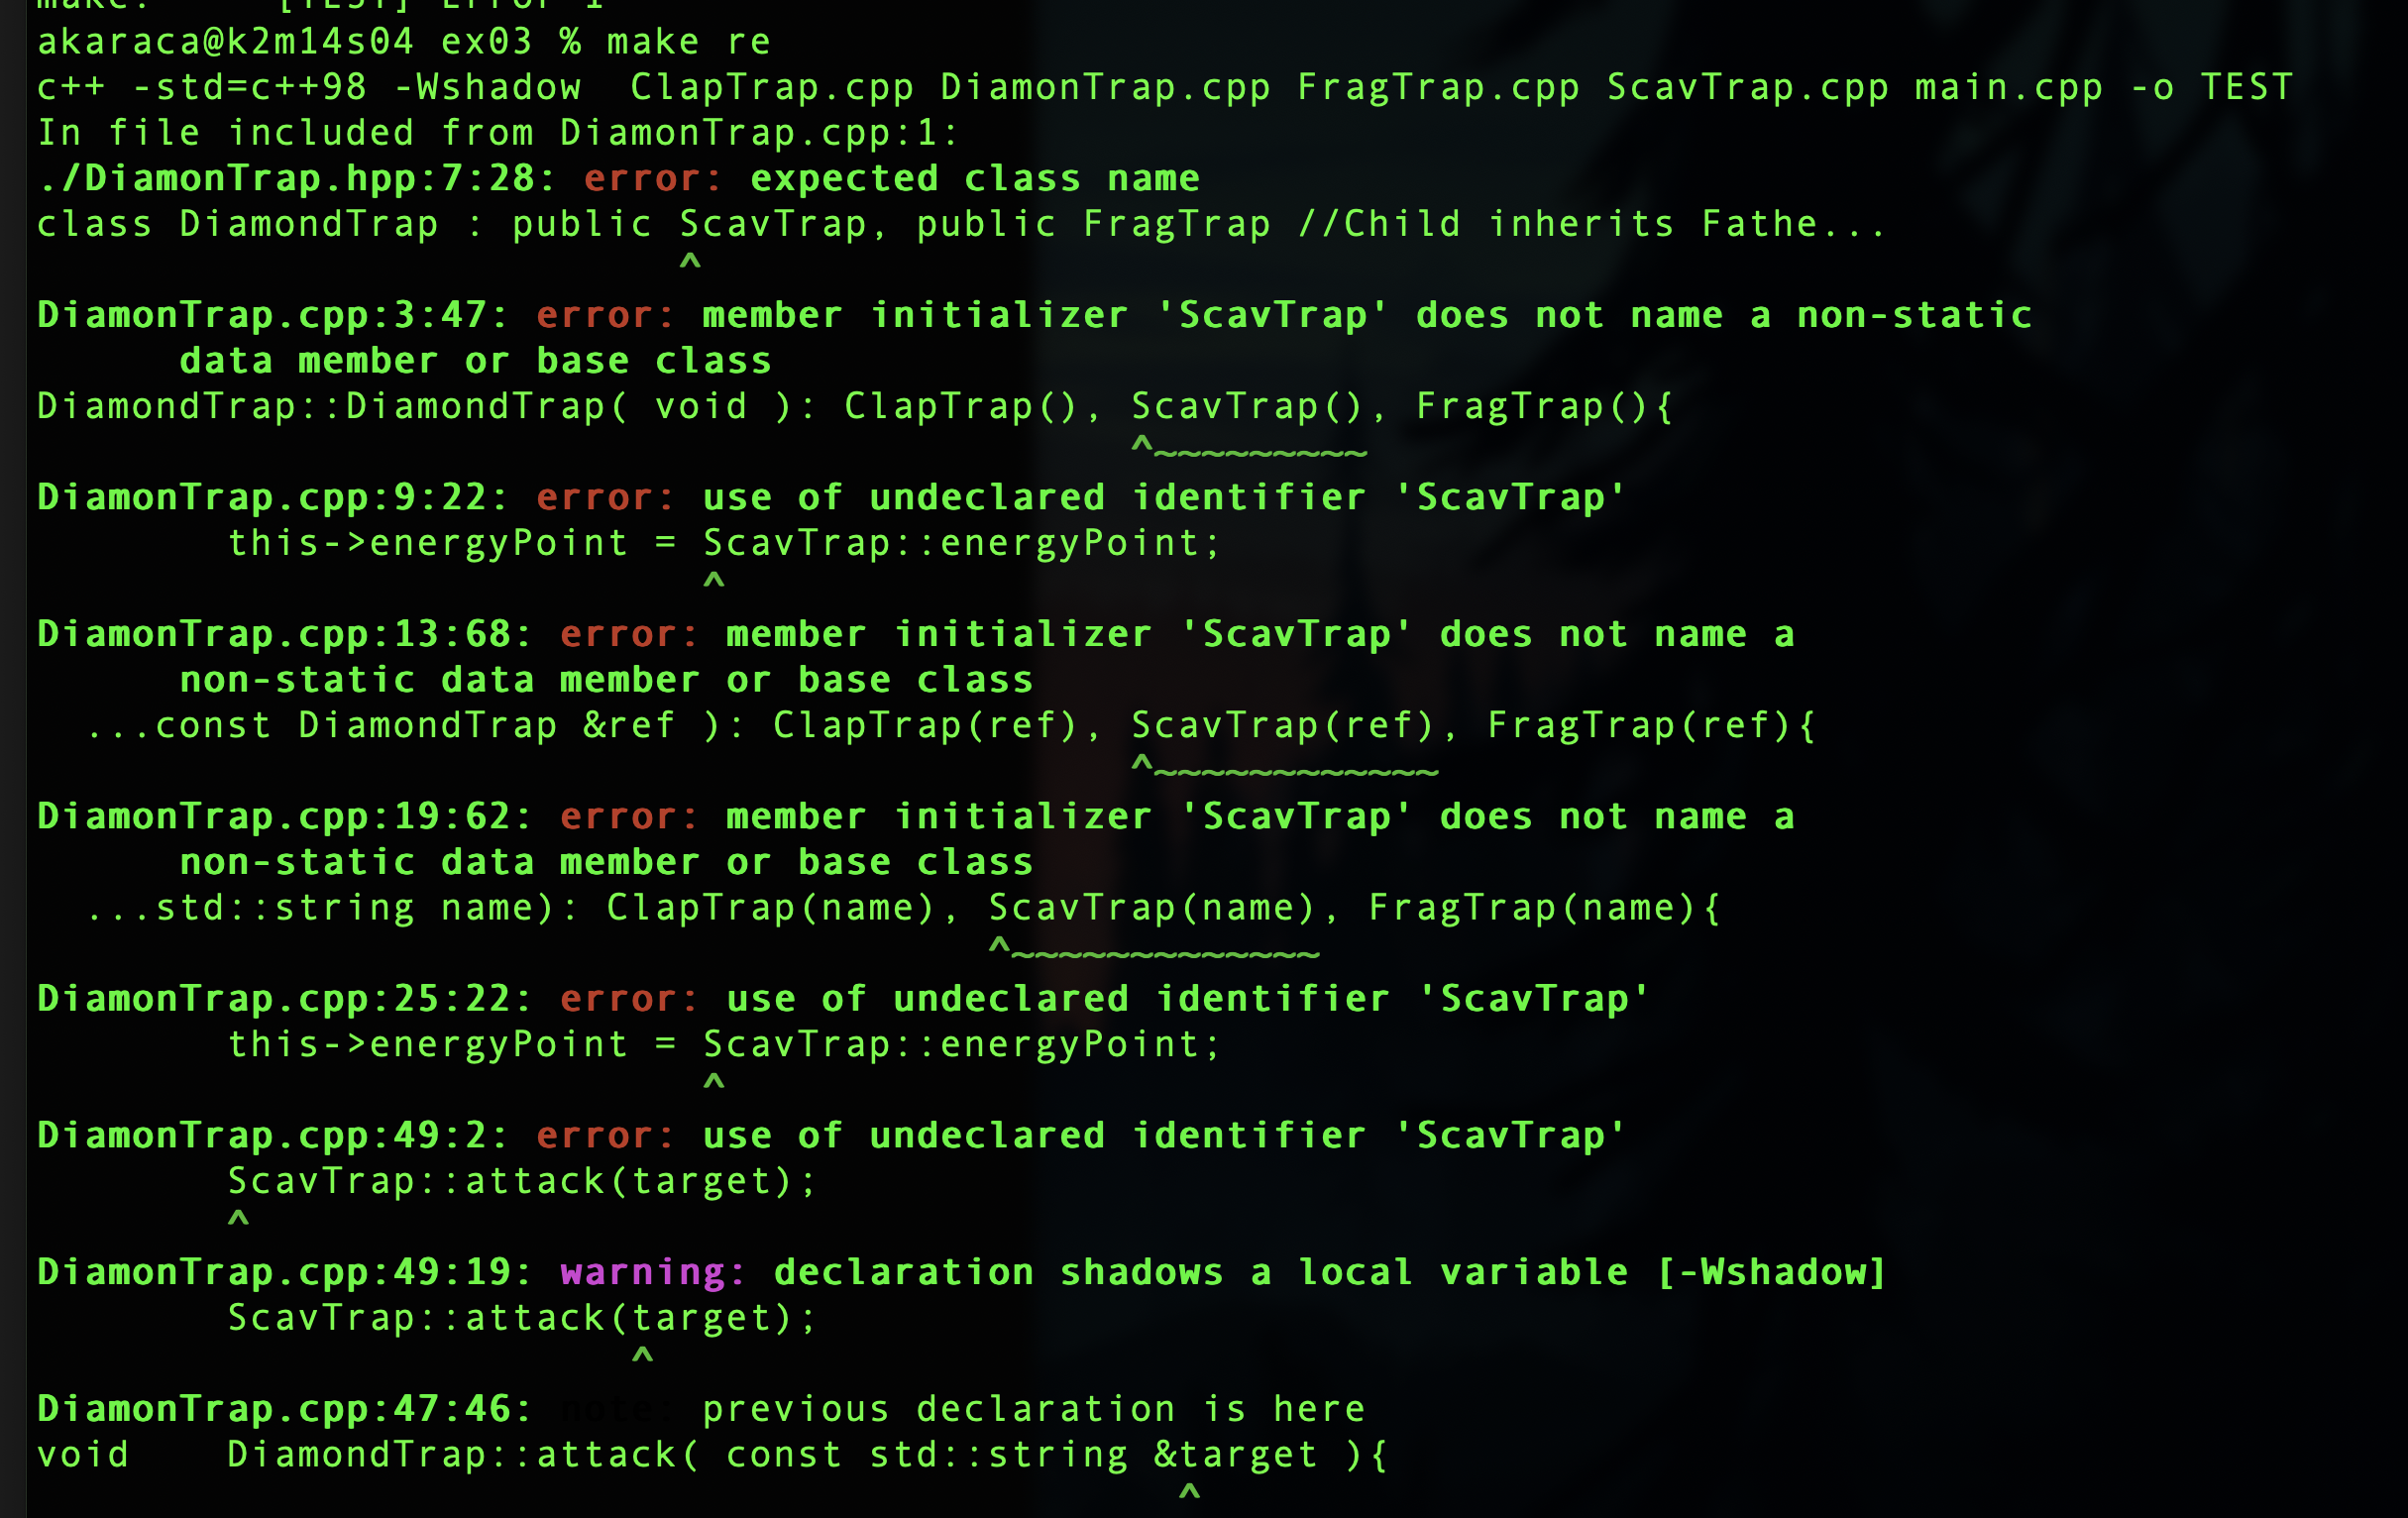 make: [TEST] Error 1
akaraca@k2m14s04 ex03 % make re
c++ -std=c++98 -Wshadow  ClapTrap.cpp DiamonTrap.cpp FragTrap.cpp ScavTrap.cpp main.cpp -o TEST
In file included from DiamonTrap.cpp:1:
./DiamonTrap.hpp:7:28: error: expected class name
class DiamondTrap : public ScavTrap, public FragTrap //Child inherits Fathe...
                           ^
DiamonTrap.cpp:3:47: error: member initializer 'ScavTrap' does not name a non-static
      data member or base class
DiamondTrap::DiamondTrap( void ): ClapTrap(), ScavTrap(), FragTrap(){
                                              ^~~~~~~~~~
DiamonTrap.cpp:9:22: error: use of undeclared identifier 'ScavTrap'
        this->energyPoint = ScavTrap::energyPoint;
                            ^
DiamonTrap.cpp:13:68: error: member initializer 'ScavTrap' does not name a
      non-static data member or base class
  ...const DiamondTrap &ref ): ClapTrap(ref), ScavTrap(ref), FragTrap(ref){
                                              ^~~~~~~~~~~~~
DiamonTrap.cpp:19:62: error: member initializer 'ScavTrap' does not name a
      non-static data member or base class
  ...std::string name): ClapTrap(name), ScavTrap(name), FragTrap(name){
                                        ^~~~~~~~~~~~~~
DiamonTrap.cpp:25:22: error: use of undeclared identifier 'ScavTrap'
        this->energyPoint = ScavTrap::energyPoint;
                            ^
DiamonTrap.cpp:49:2: error: use of undeclared identifier 'ScavTrap'
        ScavTrap::attack(target);
        ^
DiamonTrap.cpp:49:19: warning: declaration shadows a local variable [-Wshadow]
        ScavTrap::attack(target);
                         ^
DiamonTrap.cpp:47:46: note: previous declaration is here
void    DiamondTrap::attack( const std::string &target ){
                                                ^